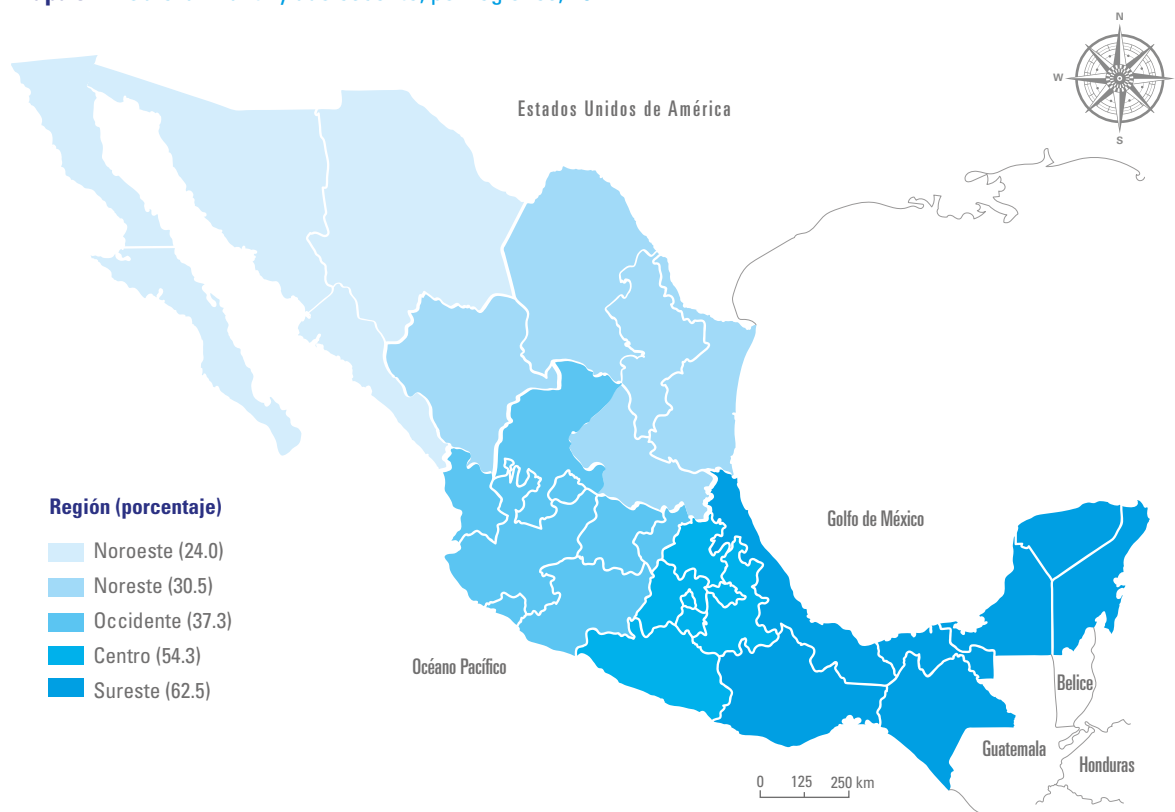 N
W
S
Estados Unidos de América
Golfo de México
Región (porcentaje)
Noroeste (24.0)
Noreste (30.5)
Occidente (37.3)
Centro (54.3)
Sureste (62.5)
Océano Pacífico
Belice
Guatemala
Honduras
0 125 250 km